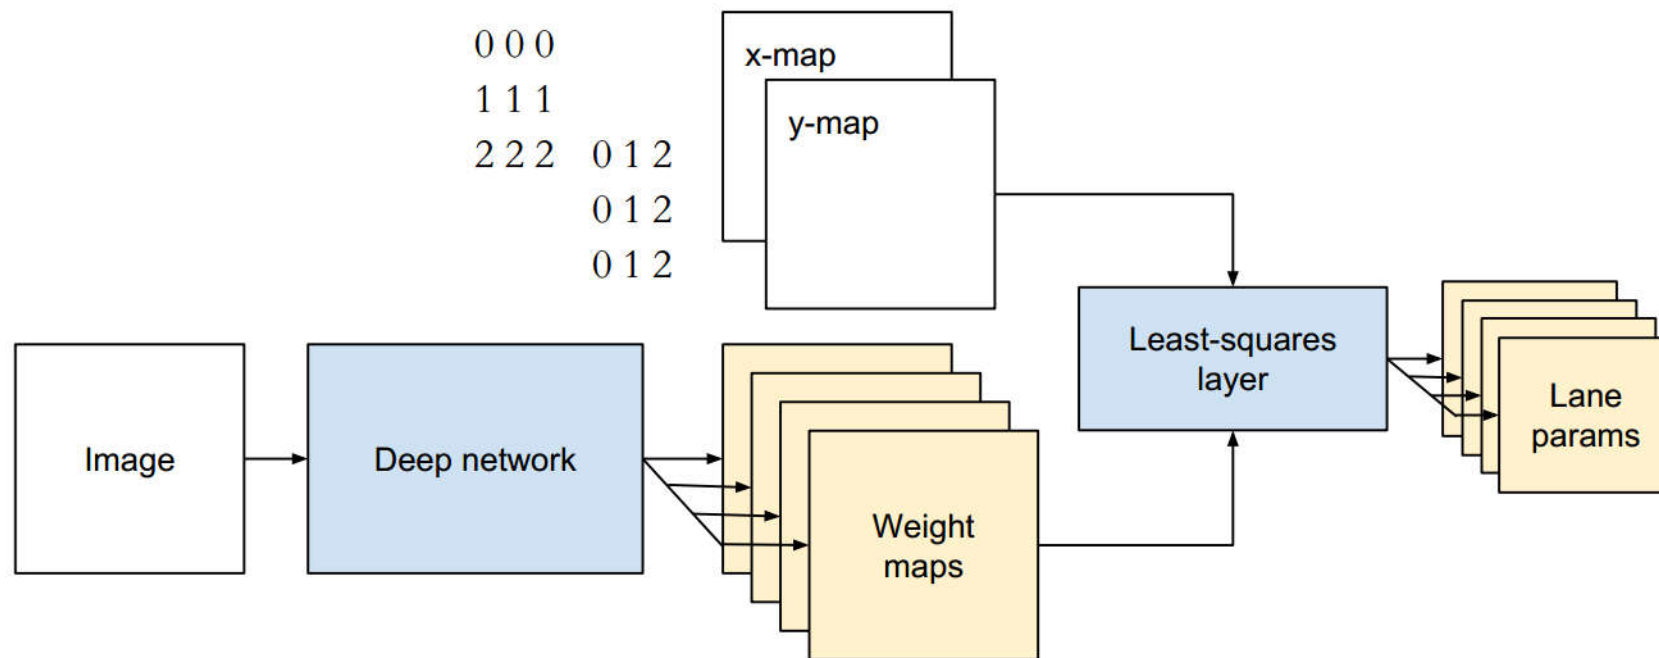 0 0 0
1 1 1
2 2 2
0 1 2
0 1 2
0 1 2
x-map
y-map
Image
Deep network
Weight
maps
Least-squares
layer
Lane
params